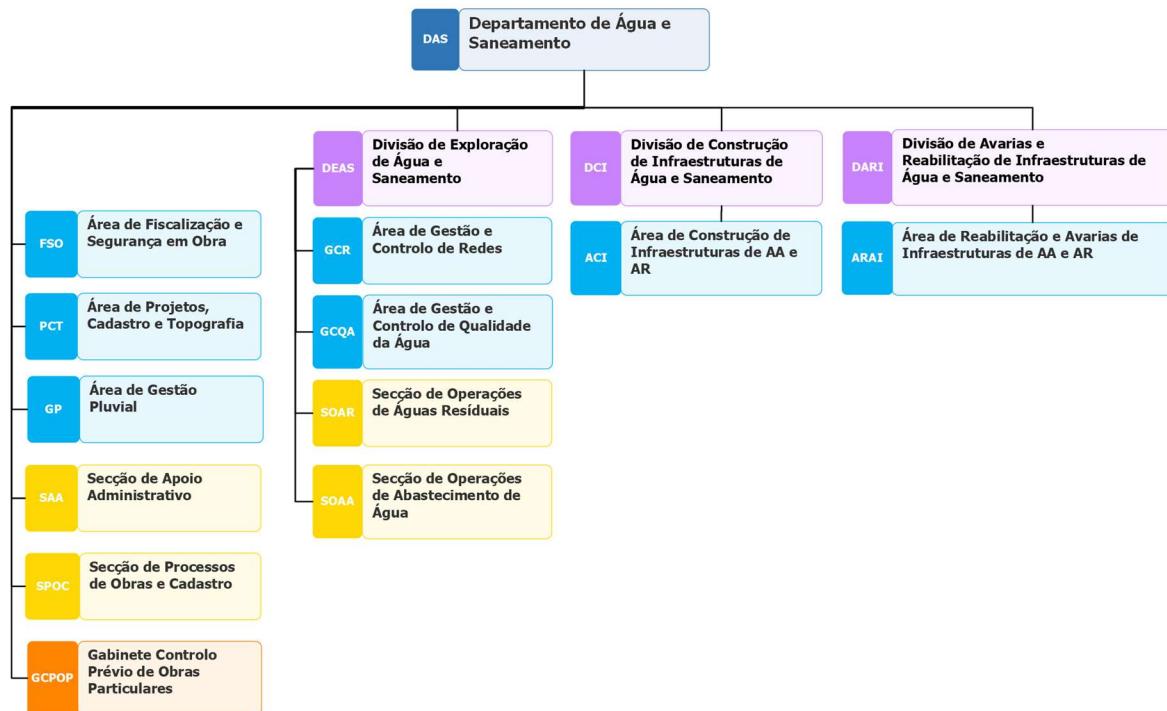 DAS
Departamento de Água e
Saneamento
FSO
Área de Fiscalização e
Segurança em Obra
PCT
Área de Projetos,
Cadastro e Topografia
GP
Área de Gestão
Pluvial
SAA
Secção de Apoio
Administrativo
SPOC
Secção de Processos
de Obras e Cadastro
GCPOP
Gabinete Controlo
Prévio de Obras
Particulares
DEAS
Divisão de Exploração
de Água e
Saneamento
GCR
Área de Gestão e
Controlo de Redes
GCQA
Área de Gestão e
Controlo de Qualidade
da Água
SOAR
Secção de Operações
de Águas Resíduais
SOAA
Secção de Operações
de Abastecimento de
Água
DCI
Divisão de Construção
de Infraestruturas de
Água e Saneamento
ACI
Área de Construção de
Infraestruturas de AA e
AR
DARI
Divisão de Avarias e
Reabilitação de Infraestruturas de
Água e Saneamento
ARAI
Área de Reabilitação e Avarias de
Infraestruturas de AA e AR